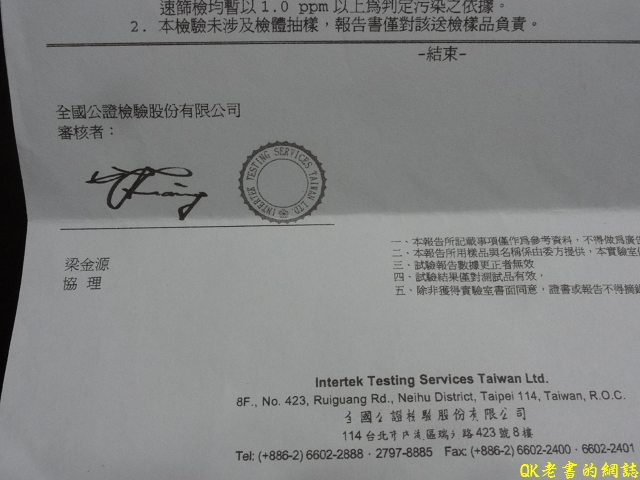 速篩檢均暫以 1.0 ppm 以上為判定污染之依據。
2. 本檢驗未涉及檢體抽樣，報告書僅對該送檢樣品負責。
-結束-
全國公證檢驗股份有限公司
審核者：
INTERTEK TESTING SERVICES TAIWAN LTD.
梁金源
協 理
一、本報告所記載事項僅作為參考資料，不得做為廣告
二、本報告所用樣品與名稱係由委方提供，本實驗室
三、試驗報告數據更正者無效
四、試驗結果僅對測試品有效，
五、除非獲得實驗室書面同意，證書或報告不得摘錄
Intertek Testing Services Taiwan Ltd.
8F., No. 423, Ruiguang Rd., Neihu District, Taipei 114, Taiwan, R.O.C.
全國公證檢驗股份有限公司
114 台北市內湖區瑞光路 423 號 8 樓
Tel: (+886-2) 6602-2888 · 2797-8885 Fax: (+886-2) 6602-2400 · 6602-2401
QK老書的網誌